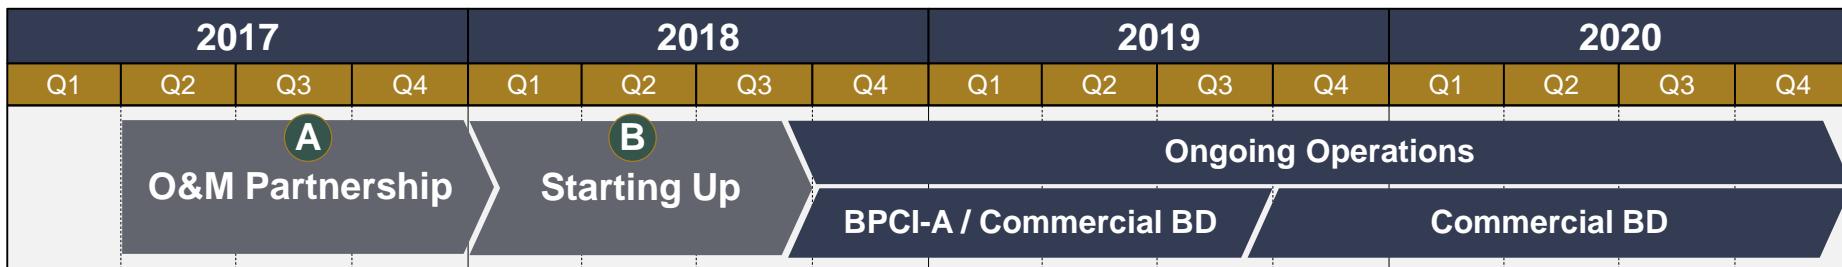 2017 2018 2019 2020
Q1 Q2 Q3 Q4 Q1 Q2 Q3 Q4 Q1 Q2 Q3 Q4 Q1 Q2 Q3 Q4
A
O&M Partnership
B
Starting Up
Ongoing Operations
BPCI-A / Commercial BD
Commercial BD